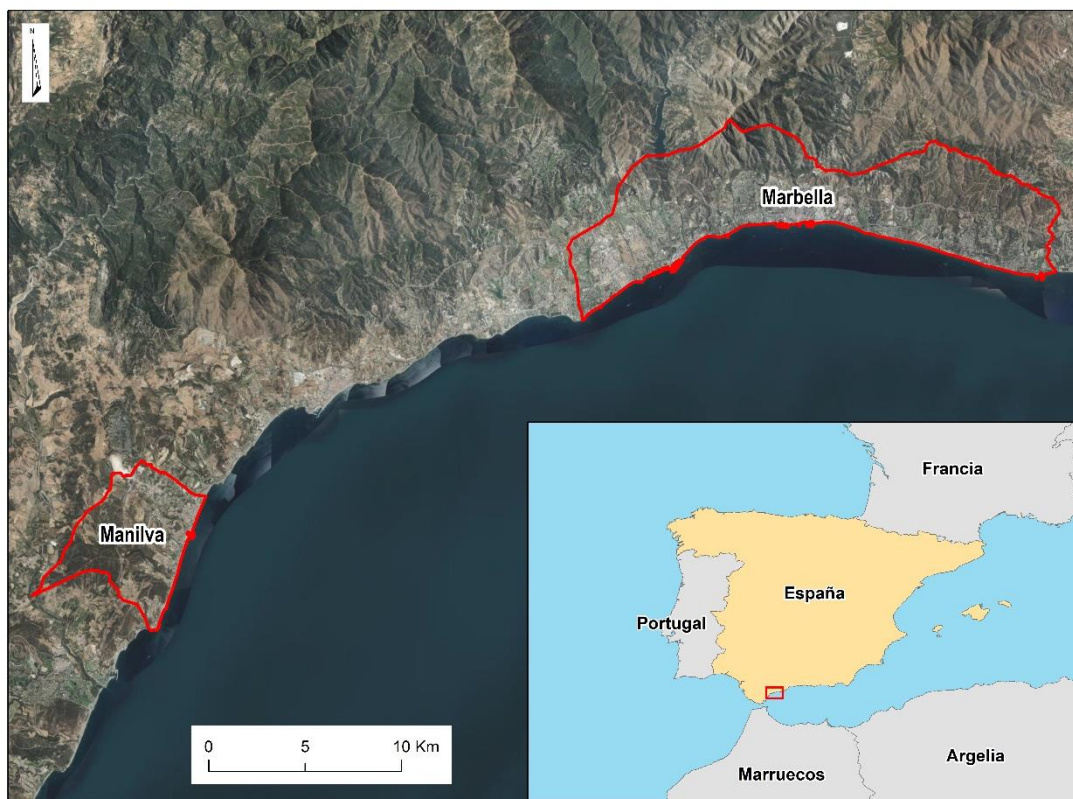 N
Marbella
Manilva
0 5 10 Km
Francia
España
Portugal
Marruecos
Argelia